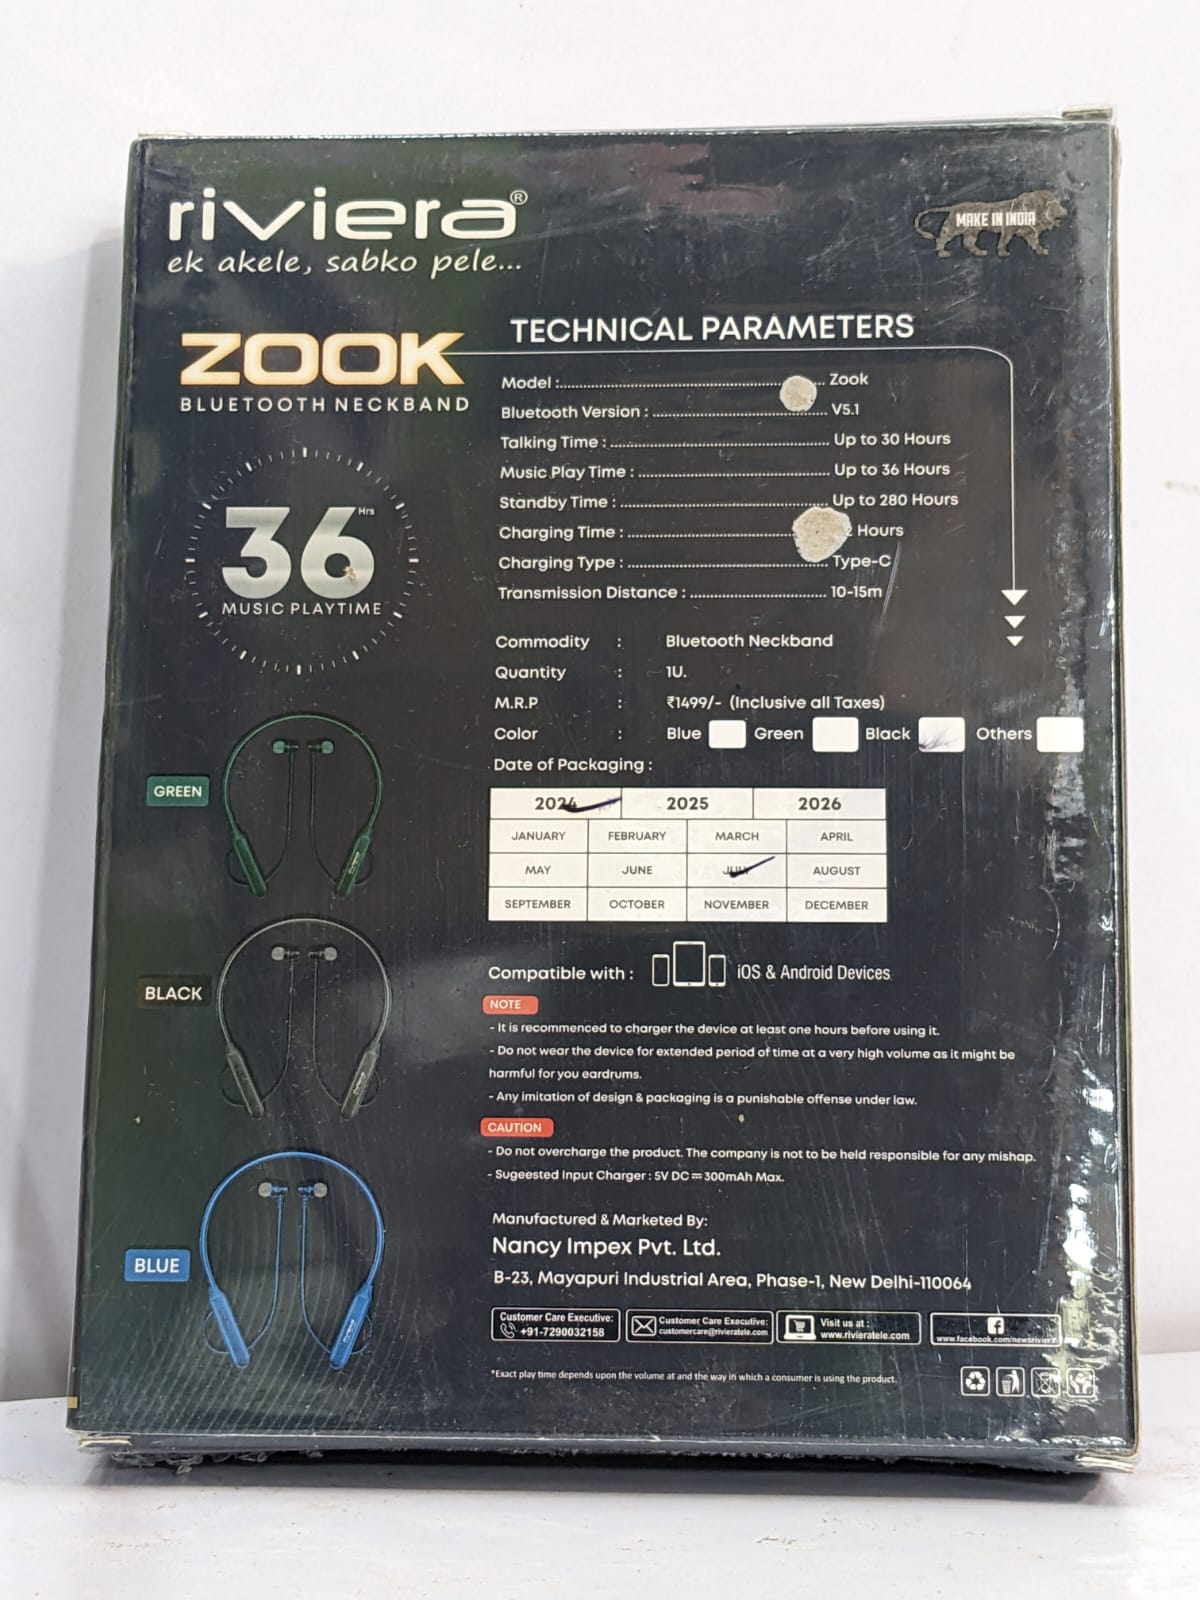 riviera®
ek akele, sabko pele...
MAKE IN INDIA
ZOOK
BLUETOOTH NECKBAND
36 Hrs
MUSIC PLAYTIME
TECHNICAL PARAMETERS
Model :.......... Zook
Bluetooth Version : .......... V5.1
Talking Time : .......... Up to 30 Hours
Music Play Time : .......... Up to 36 Hours
Standby Time : .......... Up to 280 Hours
Charging Time : .......... 2 Hours
Charging Type : .......... Type-C
Transmission Distance : .......... 10-15m
Commodity : Bluetooth Neckband
Quantity : 1U.
M.R.P : ₹1499/- (Inclusive all Taxes)
Color : Blue Green Black Others
Date of Packaging :
2024 2025 2026
JANUARY FEBRUARY MARCH APRIL
MAY JUNE JULY AUGUST
SEPTEMBER OCTOBER NOVEMBER DECEMBER
GREEN
BLACK
BLUE
Compatible with : iOS & Android Devices
NOTE
- It is recommenced to charger the device at least one hours before using it.
- Do not wear the device for extended period of time at a very high volume as it might be
harmful for you eardrums.
- Any imitation of design & packaging is a punishable offense under law.
CAUTION
- Do not overcharge the product. The company is not to be held responsible for any mishap.
- Sugeested Input Charger : 5V DC ⎓ 300mAh Max.
Manufactured & Marketed By:
Nancy Impex Pvt. Ltd.
B-23, Mayapuri Industrial Area, Phase-1, New Delhi-110064
Customer Care Executive:
+91-7290032158
Customer Care Executive:
customercare@rivieratele.com
Visit us at :
www.rivieratele.com
www.facebook.com/newsriviera
*Exact play time depends upon the volume at and the way in which a consumer is using the product.